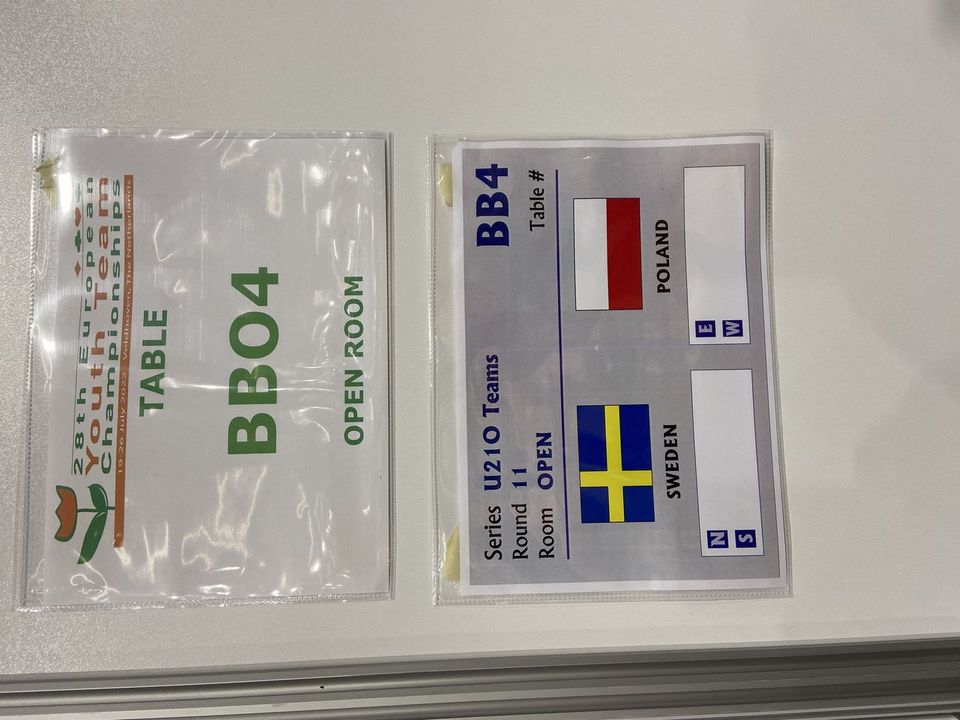 28th European
Youth Team
Championships
19-26 July 2022 - Veldhoven, The Netherlands
TABLE
BBO4
OPEN ROOM
Series U21O Teams
BB4
Round 11
Table #
Room OPEN
SWEDEN
POLAND
N
S
E
W